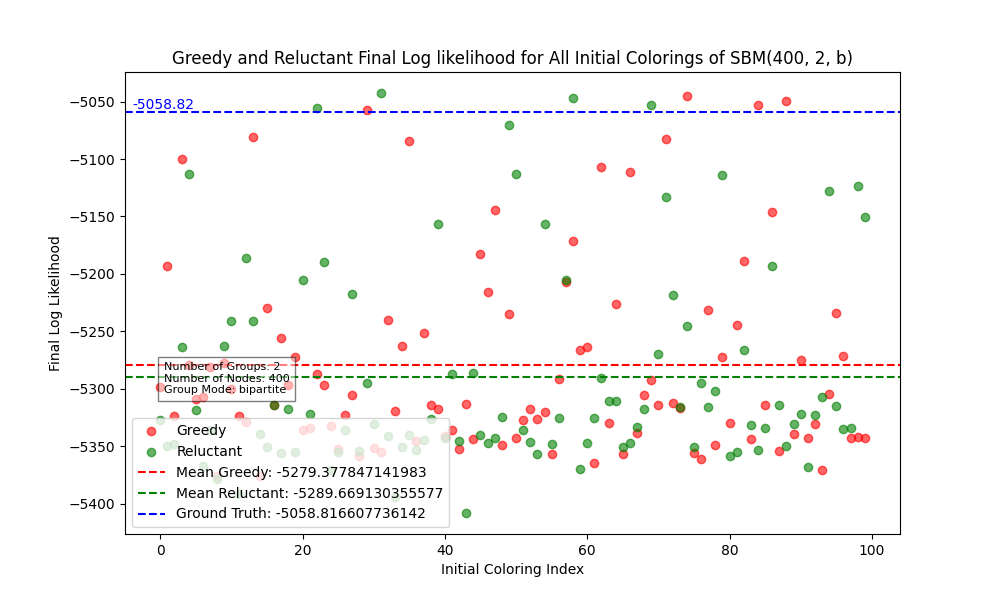 Greedy and Reluctant Final Log likelihood for All Initial Colorings of SBM(400, 2, b)
Final Log Likelihood
−5050
−5100
−5150
−5200
−5250
−5300
−5350
−5400
-5058.82
Number of Groups: 2
Number of Nodes: 400
Group Mode: bipartite
Greedy
Reluctant
Mean Greedy: -5279.377847141983
Mean Reluctant: -5289.669130355577
Ground Truth: -5058.816607736142
0 20 40 60 80 100
Initial Coloring Index